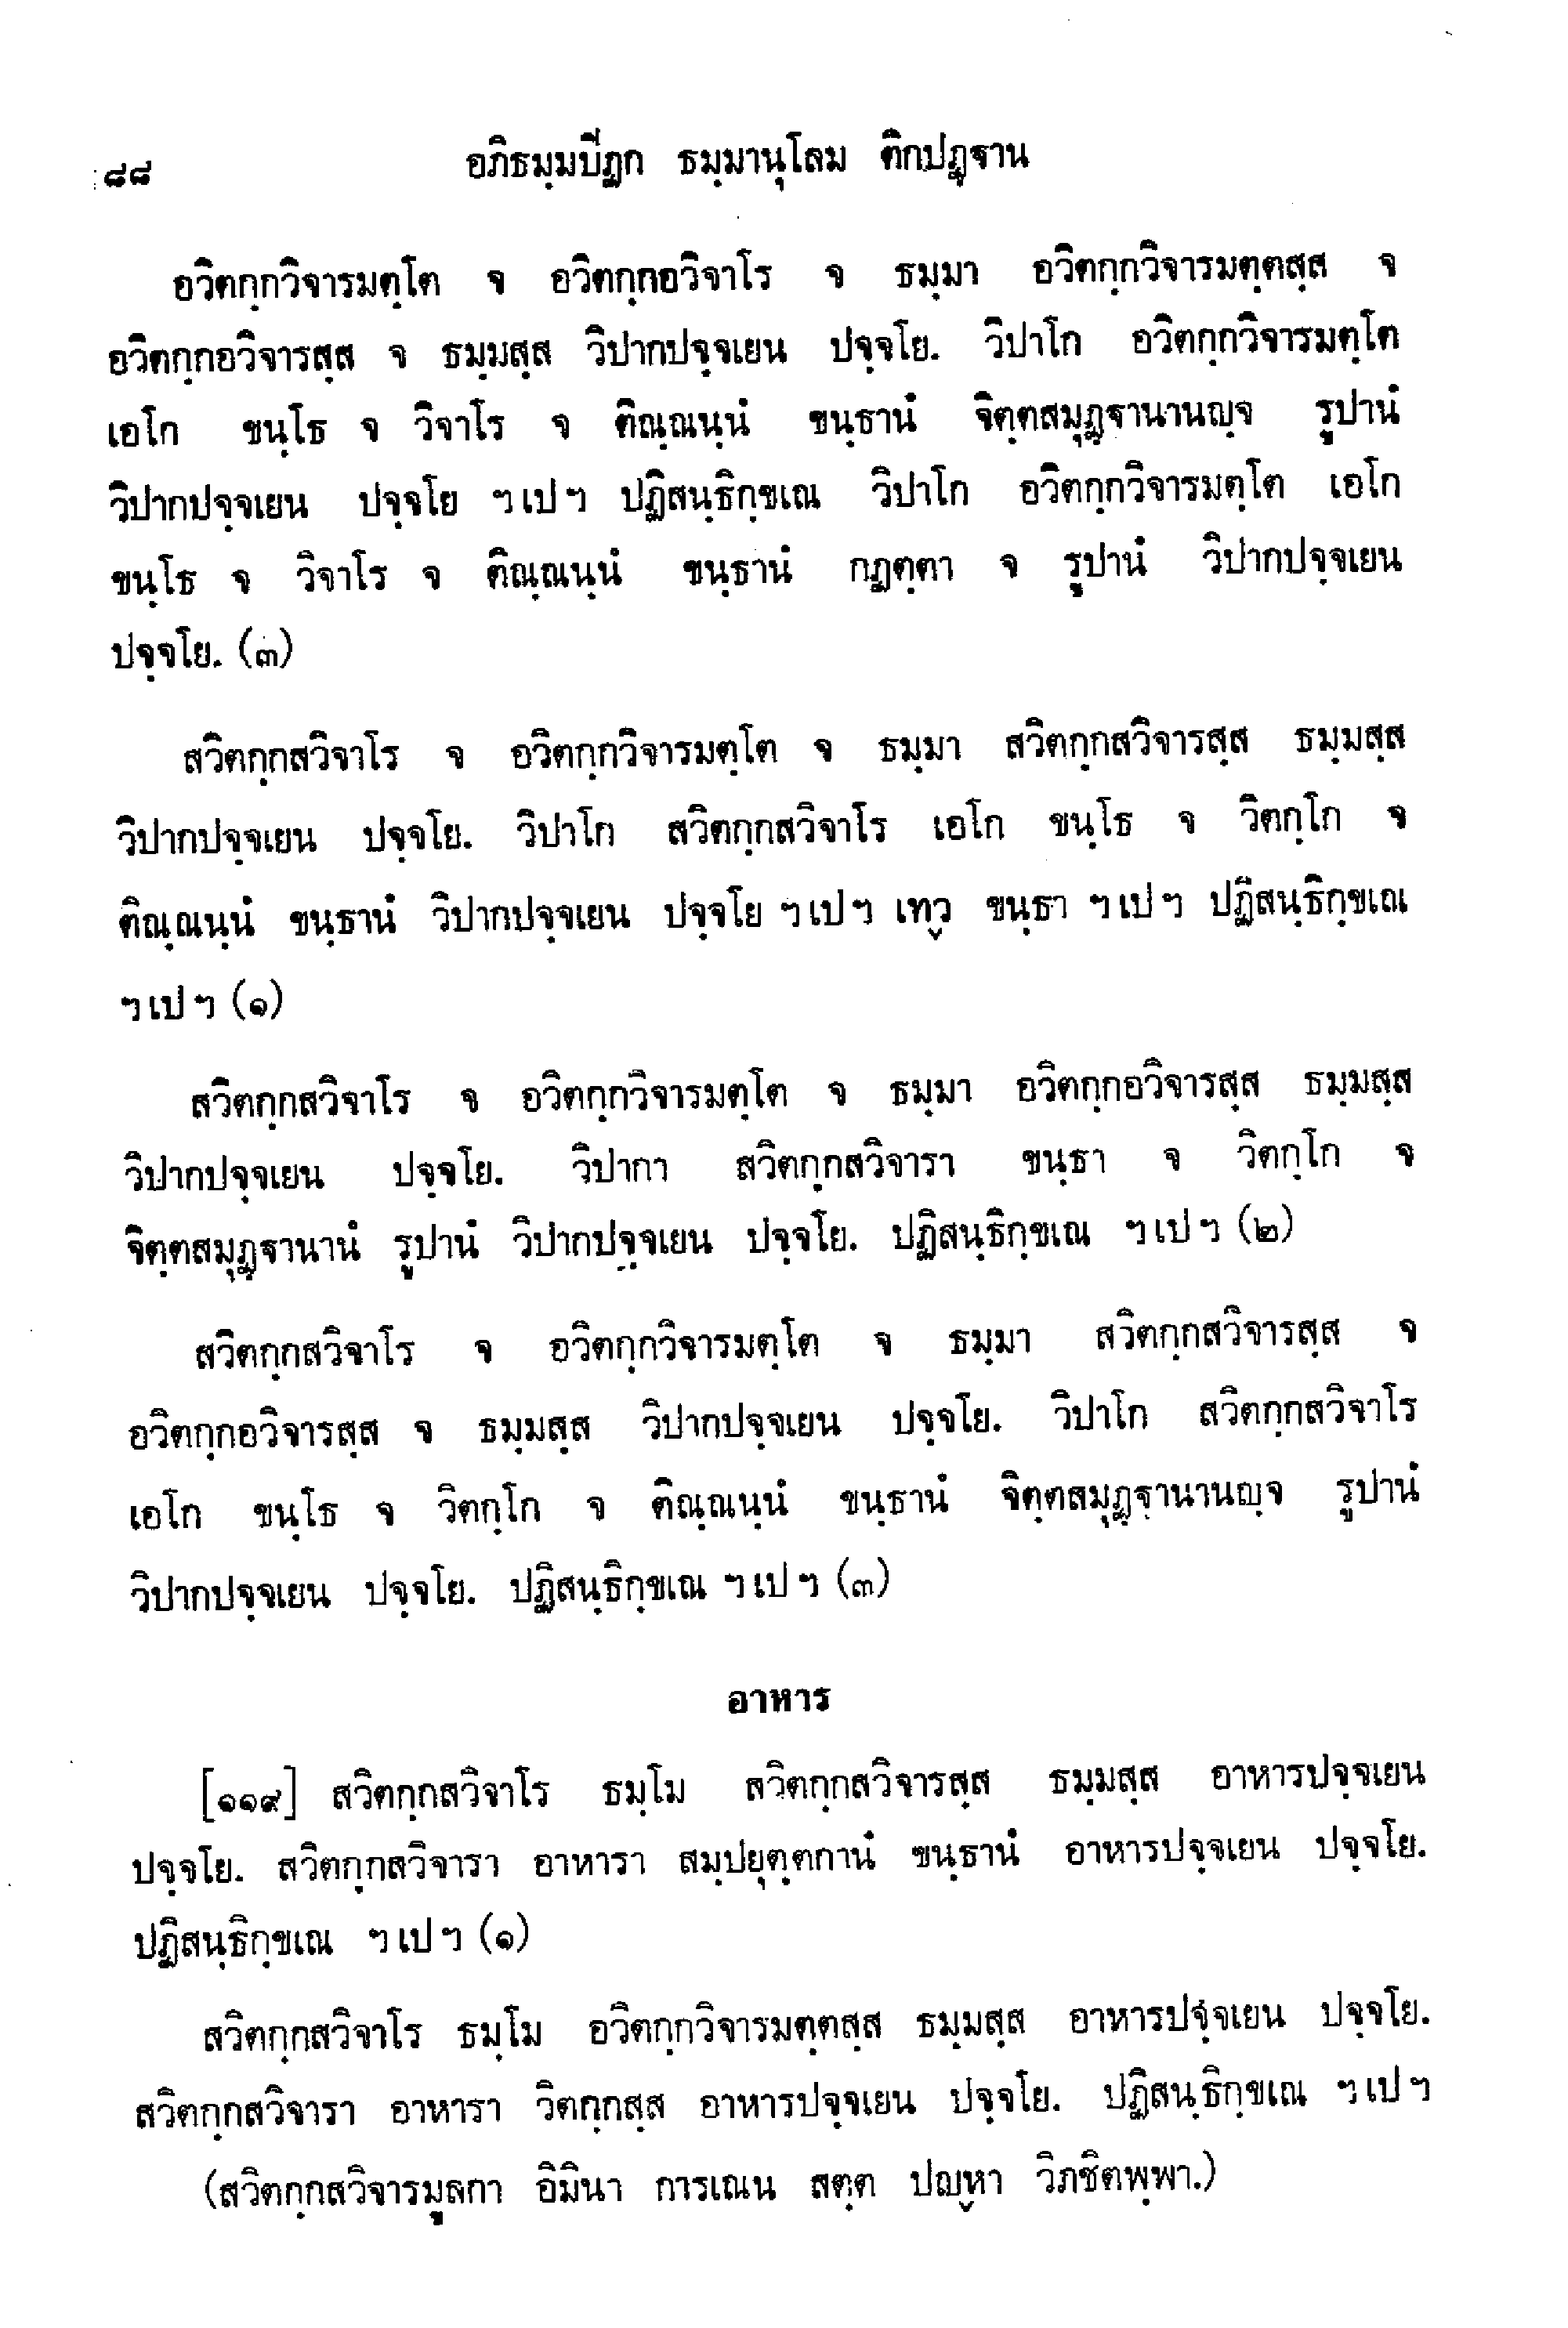 ๘๘ อภิธมฺมปีฏก ธมฺมานุโลม ติกปฏฺฐาน
อวิตกฺกวิจารมตฺโต จ อวิตกฺกอวิจาโร จ ธมฺมา อวิตกฺกวิจารมตฺตสฺส จ
อวิตกฺกอวิจารสฺส จ ธมฺมสฺส วิปากปจฺจเยน ปจฺจโย. วิปาโก อวิตกฺกวิจารมตฺโต
เอโก ขนฺโธ จ วิจาโร จ ติณฺณนฺนํ ขนฺธานํ จิตฺตสมุฏฺฐานานญฺจ รูปานํ
วิปากปจฺจเยน ปจฺจโย ฯ เป ฯ ปฏิสนฺธิกฺขเณ วิปาโก อวิตกฺกวิจารมตฺโต เอโก
ขนฺโธ จ วิจาโร จ ติณฺณนฺนํ ขนฺธานํ กฏตฺตา จ รูปานํ วิปากปจฺจเยน
ปจฺจโย. (๓)
สวิตกฺกสวิจาโร จ อวิตกฺกวิจารมตฺโต จ ธมฺมา สวิตกฺกสวิจารสฺส ธมฺมสฺส
วิปากปจฺจเยน ปจฺจโย. วิปาโก สวิตกฺกสวิจาโร เอโก ขนฺโธ จ วิตกฺโก จ
ติณฺณนฺนํ ขนฺธานํ วิปากปจฺจเยน ปจฺจโย ฯ เป ฯ เทฺว ขนฺธา ฯ เป ฯ ปฏิสนฺธิกฺขเณ
ฯ เป ฯ (๑)
สวิตกฺกสวิจาโร จ อวิตกฺกวิจารมตฺโต จ ธมฺมา อวิตกฺกอวิจารสฺส ธมฺมสฺส
วิปากปจฺจเยน ปจฺจโย. วิปากา สวิตกฺกสวิจารา ขนฺธา จ วิตกฺโก จ
จิตฺตสมุฏฺฐานานํ รูปานํ วิปากปจฺจเยน ปจฺจโย. ปฏิสนฺธิกฺขเณ ฯ เป ฯ (๒)
สวิตกฺกสวิจาโร จ อวิตกฺกวิจารมตฺโต จ ธมฺมา สวิตกฺกสวิจารสฺส จ
อวิตกฺกอวิจารสฺส จ ธมฺมสฺส วิปากปจฺจเยน ปจฺจโย. วิปาโก สวิตกฺกสวิจาโร
เอโก ขนฺโธ จ วิตกฺโก จ ติณฺณนฺนํ ขนฺธานํ จิตฺตสมุฏฺฐานานญฺจ รูปานํ
วิปากปจฺจเยน ปจฺจโย. ปฏิสนฺธิกฺขเณ ฯ เป ฯ (๓)
อาหาร
[๑๑๙] สวิตกฺกสวิจาโร ธมฺโม สวิตกฺกสวิจารสฺส ธมฺมสฺส อาหารปจฺจเยน
ปจฺจโย. สวิตกฺกสวิจารา อาหารา สมฺปยุตฺตกานํ ขนฺธานํ อาหารปจฺจเยน ปจฺจโย.
ปฏิสนฺธิกฺขเณ ฯ เป ฯ (๑)
สวิตกฺกสวิจาโร ธมฺโม อวิตกฺกวิจารมตฺตสฺส ธมฺมสฺส อาหารปจฺจเยน ปจฺจโย.
สวิตกฺกสวิจารา อาหารา วิตกฺกสฺส อาหารปจฺจเยน ปจฺจโย. ปฏิสนฺธิกฺขเณ ฯ เป ฯ
(สวิตกฺกสวิจารมูลกา อิมินา การเณน สตฺต ปญฺหา วิภชิตพฺพา.)